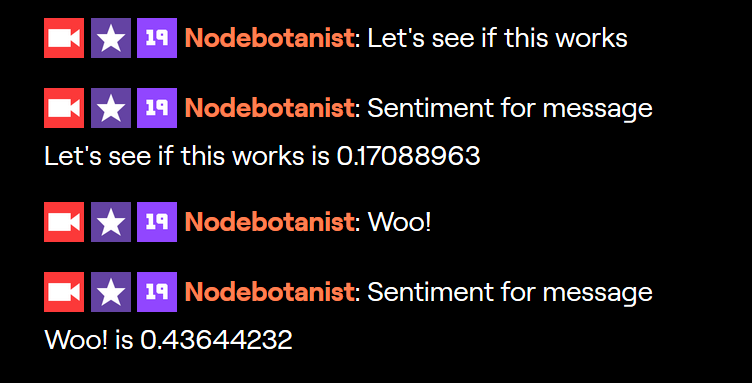 19 Nodebotanist: Let's see if this works
19 Nodebotanist: Sentiment for message
Let's see if this works is 0.17088963
19 Nodebotanist: Woo!
19 Nodebotanist: Sentiment for message
Woo! is 0.43644232